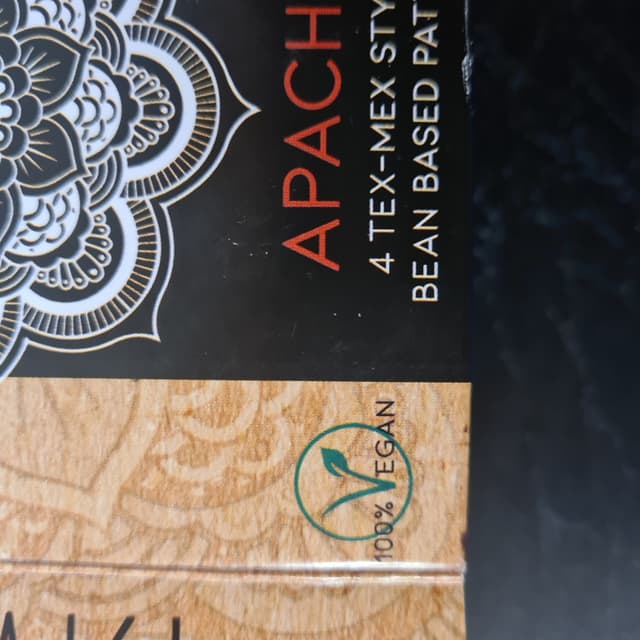 APACH
4 TEX-MEX STY
BEAN BASED PAT
100% VEGAN